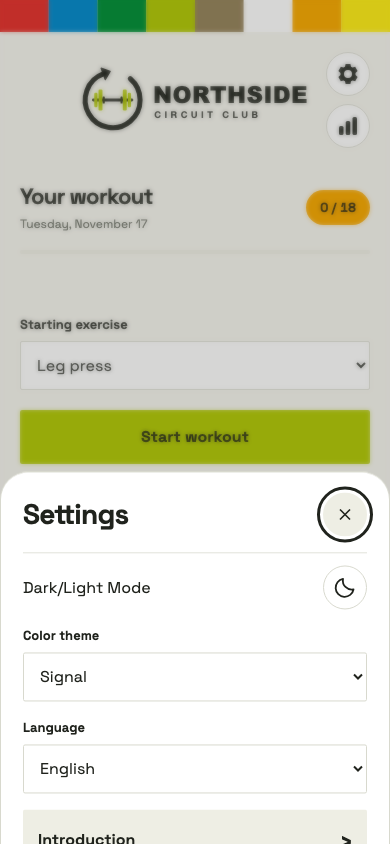 NORTHSIDE
CIRCUIT CLUB
Your workout
Tuesday, November 17
0 / 18
Starting exercise
Leg press
Start workout
Settings
Dark/Light Mode
Color theme
Signal
Language
English
Introduction